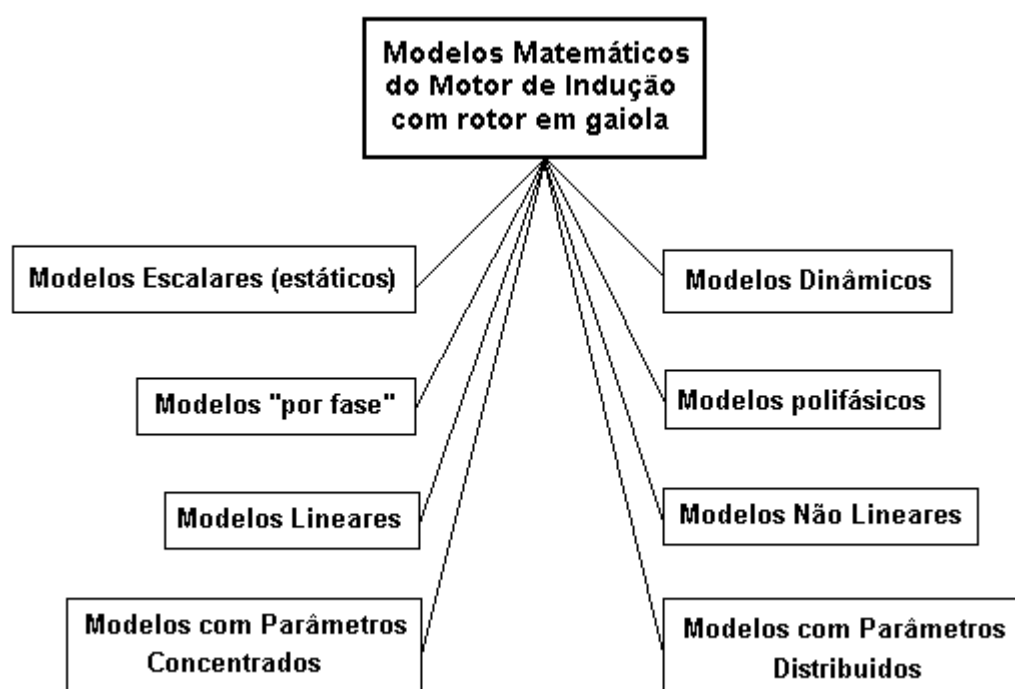 Modelos Matemáticos
do Motor de Indução
com rotor em gaiola
Modelos Escalares (estáticos)
Modelos Dinâmicos
Modelos "por fase"
Modelos polifásicos
Modelos Lineares
Modelos Não Lineares
Modelos com Parâmetros
Concentrados
Modelos com Parâmetros
Distribuidos